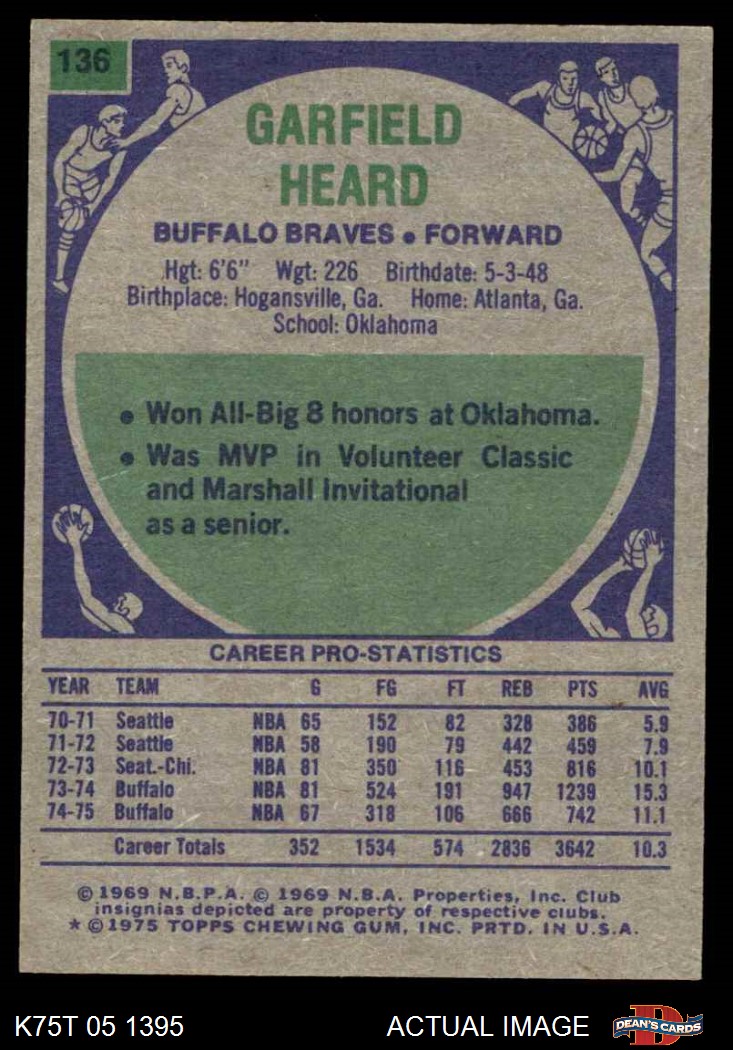 136
GARFIELD
HEARD
BUFFALO BRAVES • FORWARD
Hgt: 6'6" Wgt: 226 Birthdate: 5-3-48
Birthplace: Hogansville, Ga. Home: Atlanta, Ga.
School: Oklahoma
• Won All-Big 8 honors at Oklahoma.
• Was MVP in Volunteer Classic
and Marshall Invitational
as a senior.
CAREER PRO-STATISTICS
YEAR TEAM G FG FT REB PTS AVG
70-71 Seattle NBA 65 152 82 328 386 5.9
71-72 Seattle NBA 58 190 79 442 459 7.9
72-73 Seat.-Chi. NBA 81 350 116 453 816 10.1
73-74 Buffalo NBA 81 524 191 947 1239 15.3
74-75 Buffalo NBA 67 318 106 666 742 11.1
Career Totals 352 1534 574 2836 3642 10.3
© 1969 N.B.P.A. © 1969 N.B.A. Properties, Inc. Club
insignias depicted are property of respective clubs.
* © 1975 TOPPS CHEWING GUM, INC. PRTD. IN U.S.A.
K75T 05 1395 ACTUAL IMAGE DEAN'S CARDS